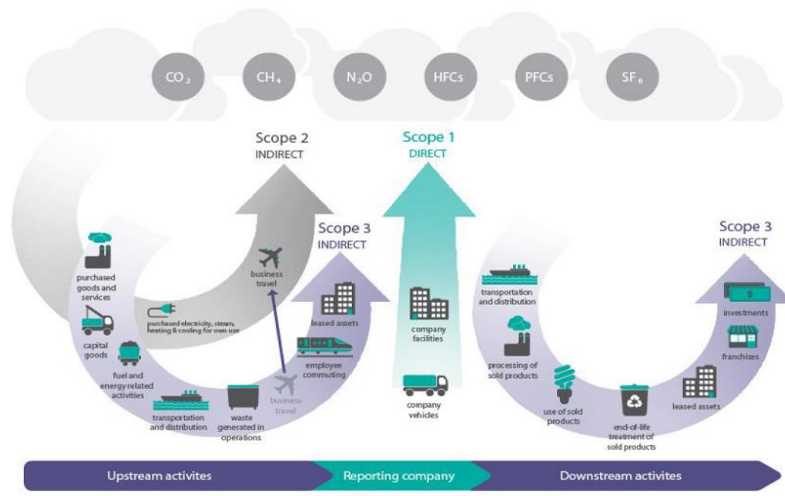 CO2
CH4
N2O
HFCs
PFCs
SF6
Scope 2
INDIRECT
Scope 1
DIRECT
Scope 3
INDIRECT
Scope 3
INDIRECT
purchased
goods and
services
capital
goods
fuel and
energy related
activities
purchased electricity, steam,
heating & cooling for own use
business
travel
transportation
and distribution
waste
generated in
operations
business
travel
employee
commuting
leased assets
company
facilities
company
vehicles
transportation
and distribution
processing of
sold products
use of sold
products
end-of-life
treatment of
sold products
leased assets
franchises
$
investments
Upstream activites
Reporting company
Downstream activites